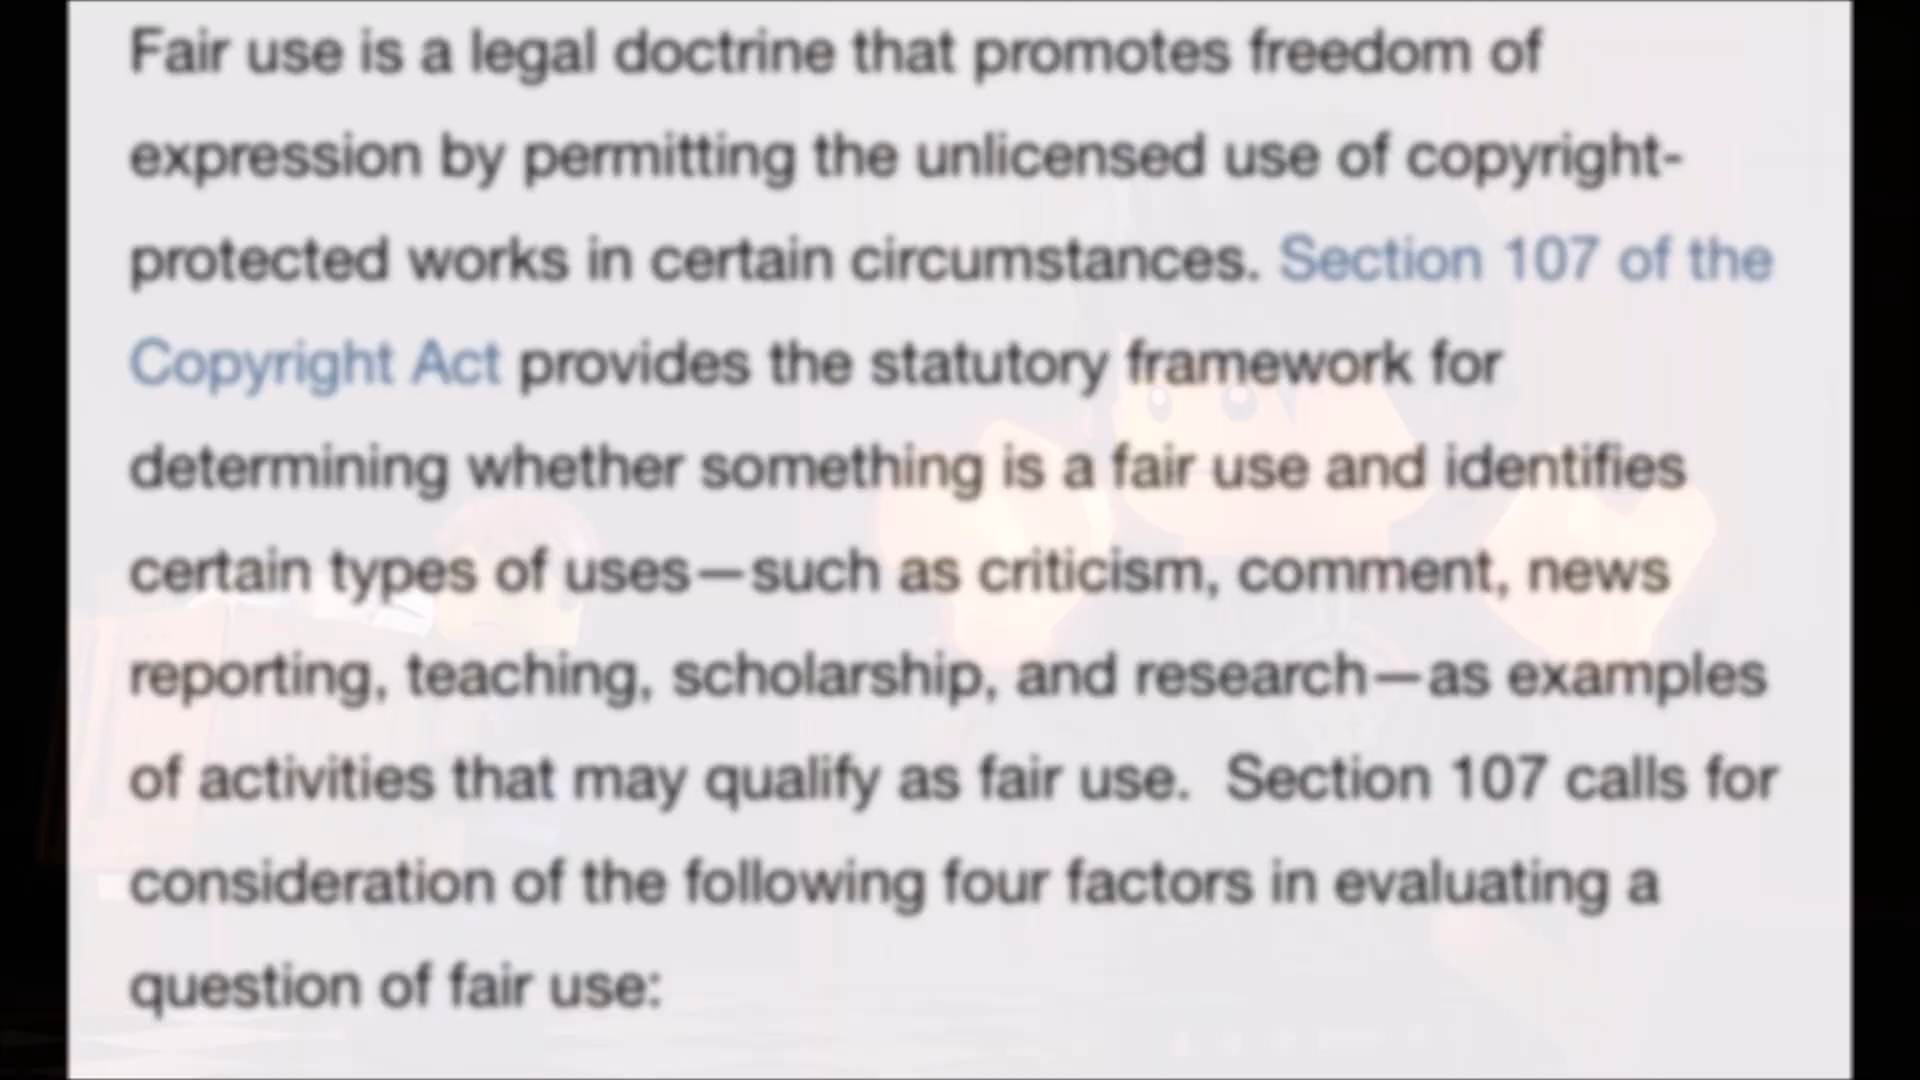 Fair use is a legal doctrine that promotes freedom of
expression by permitting the unlicensed use of copyright-
protected works in certain circumstances. Section 107 of the
Copyright Act provides the statutory framework for
determining whether something is a fair use and identifies
certain types of uses—such as criticism, comment, news
reporting, teaching, scholarship, and research—as examples
of activities that may qualify as fair use.  Section 107 calls for
consideration of the following four factors in evaluating a
question of fair use: